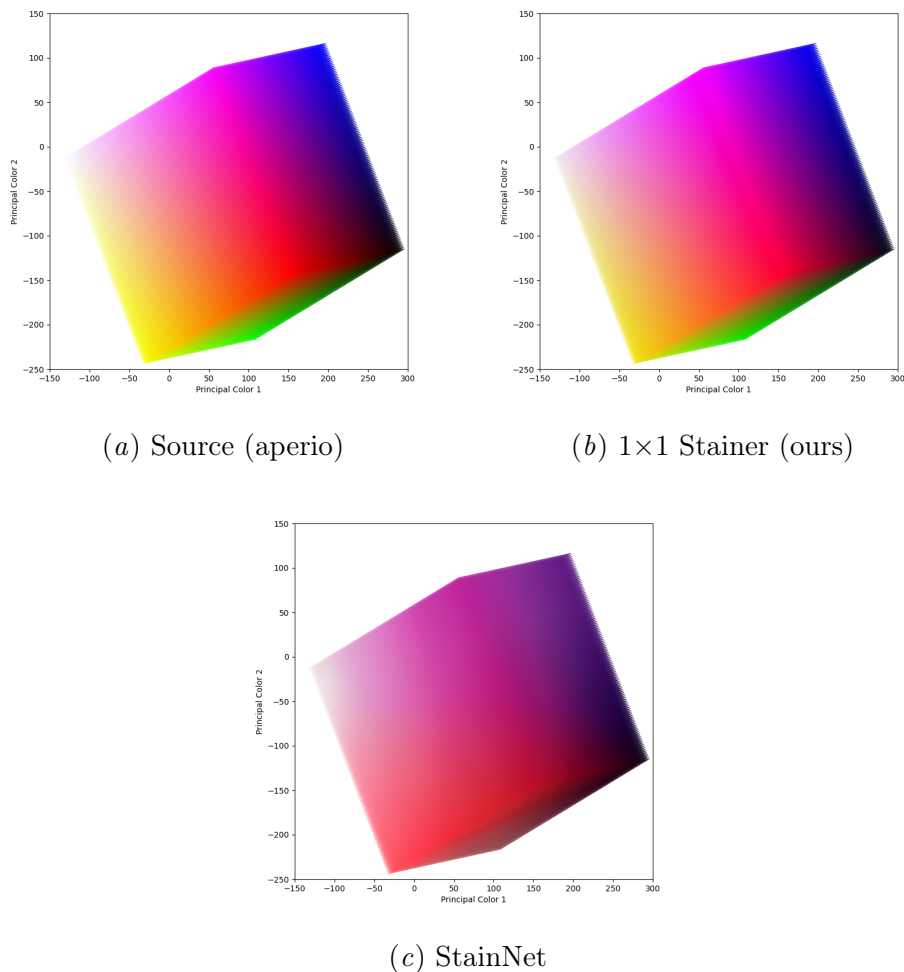 150
100
50
0
−50
−100
−150
−200
−250
Principal Color 2
−150 −100 −50 0 50 100 150 200 250 300
Principal Color 1
(a) Source (aperio)
150
100
50
0
−50
−100
−150
−200
−250
Principal Color 2
−150 −100 −50 0 50 100 150 200 250 300
Principal Color 1
(b) 1×1 Stainer (ours)
150
100
50
0
−50
−100
−150
−200
−250
Principal Color 2
−150 −100 −50 0 50 100 150 200 250 300
Principal Color 1
(c) StainNet